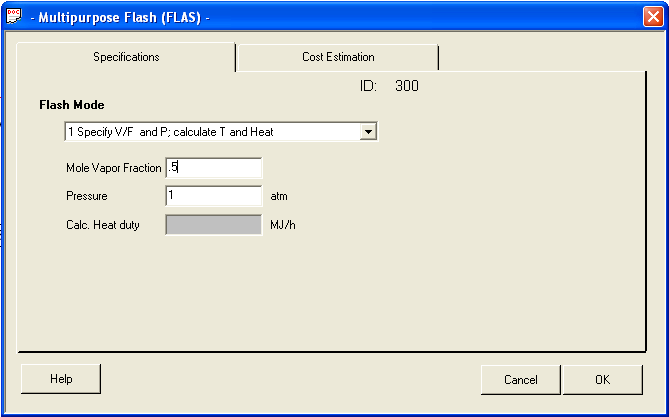 DOC
- Multipurpose Flash (FLAS) -
Specifications
Cost Estimation
ID: 300
Flash Mode
1 Specify V/F and P; calculate T and Heat
Mole Vapor Fraction .5
Pressure 1 atm
Calc. Heat duty MJ/h
Help
Cancel
OK